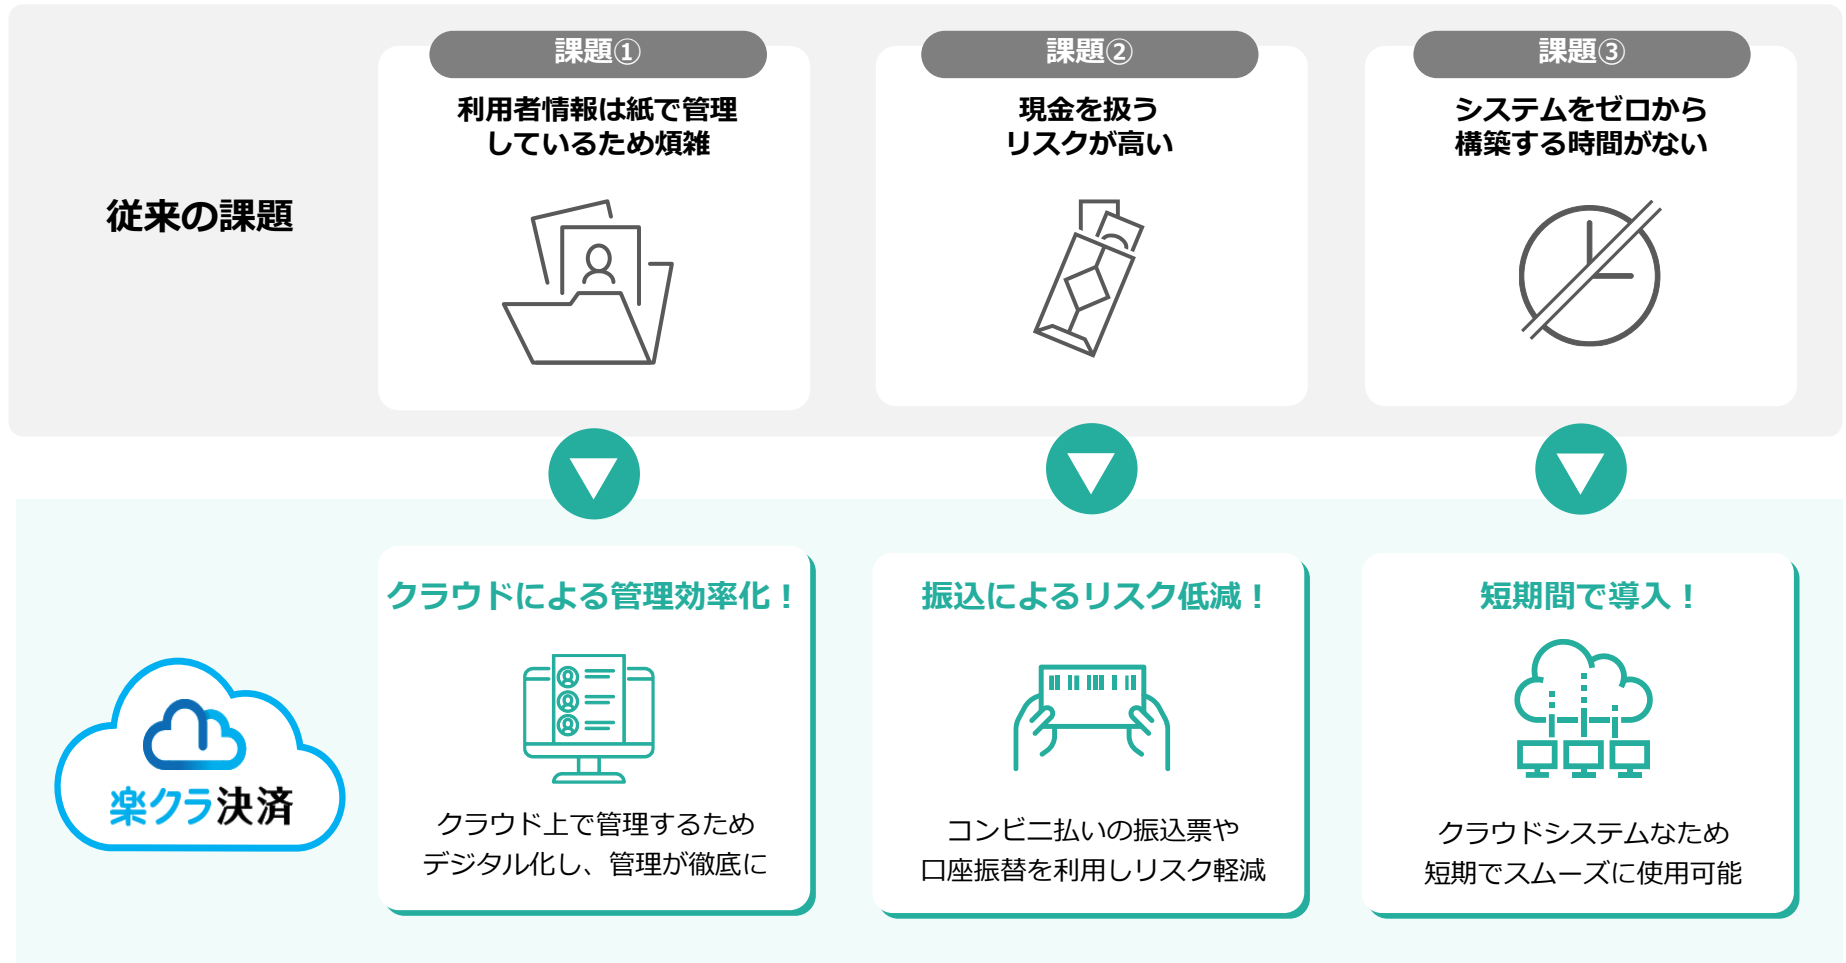 従来の課題
課題①
利用者情報は紙で管理
しているため煩雑
課題②
現金を扱う
リスクが高い
課題③
システムをゼロから
構築する時間がない
楽クラ決済
クラウドによる管理効率化！
クラウド上で管理するため
デジタル化し、管理が徹底に
振込によるリスク低減！
コンビニ払いの振込票や
口座振替を利用しリスク軽減
短期間で導入！
クラウドシステムなため
短期でスムーズに使用可能